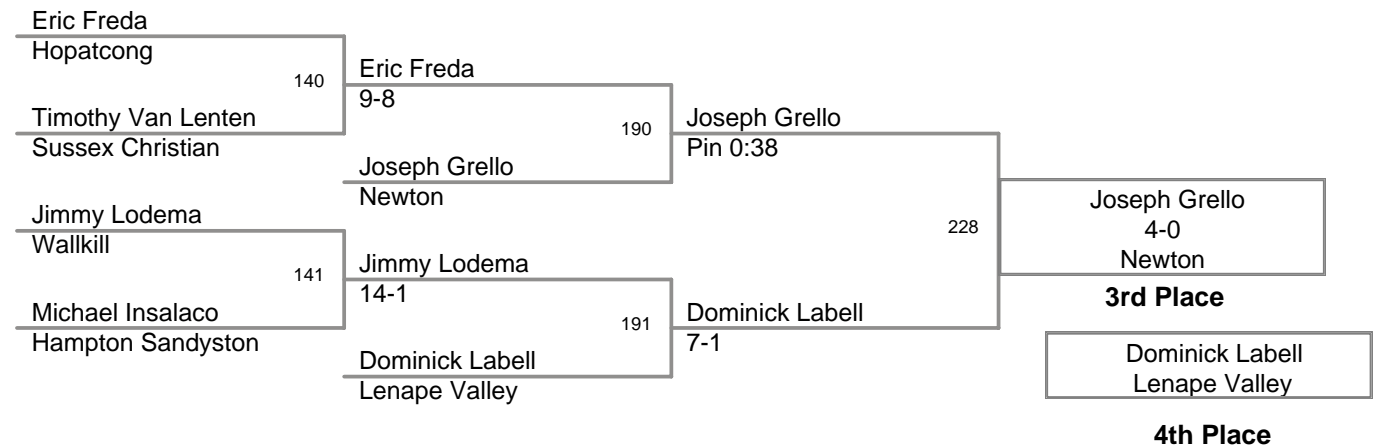 Eric Freda
Hopatcong
140
Timothy Van Lenten
Sussex Christian
Eric Freda
9-8
190
Joseph Grello
Newton
Jimmy Lodema
Wallkill
141
Michael Insalaco
Hampton Sandyston
Jimmy Lodema
14-1
191
Dominick Labell
Lenape Valley
Joseph Grello
Pin 0:38
228
Dominick Labell
7-1
Joseph Grello
4-0
Newton
3rd Place
Dominick Labell
Lenape Valley
4th Place